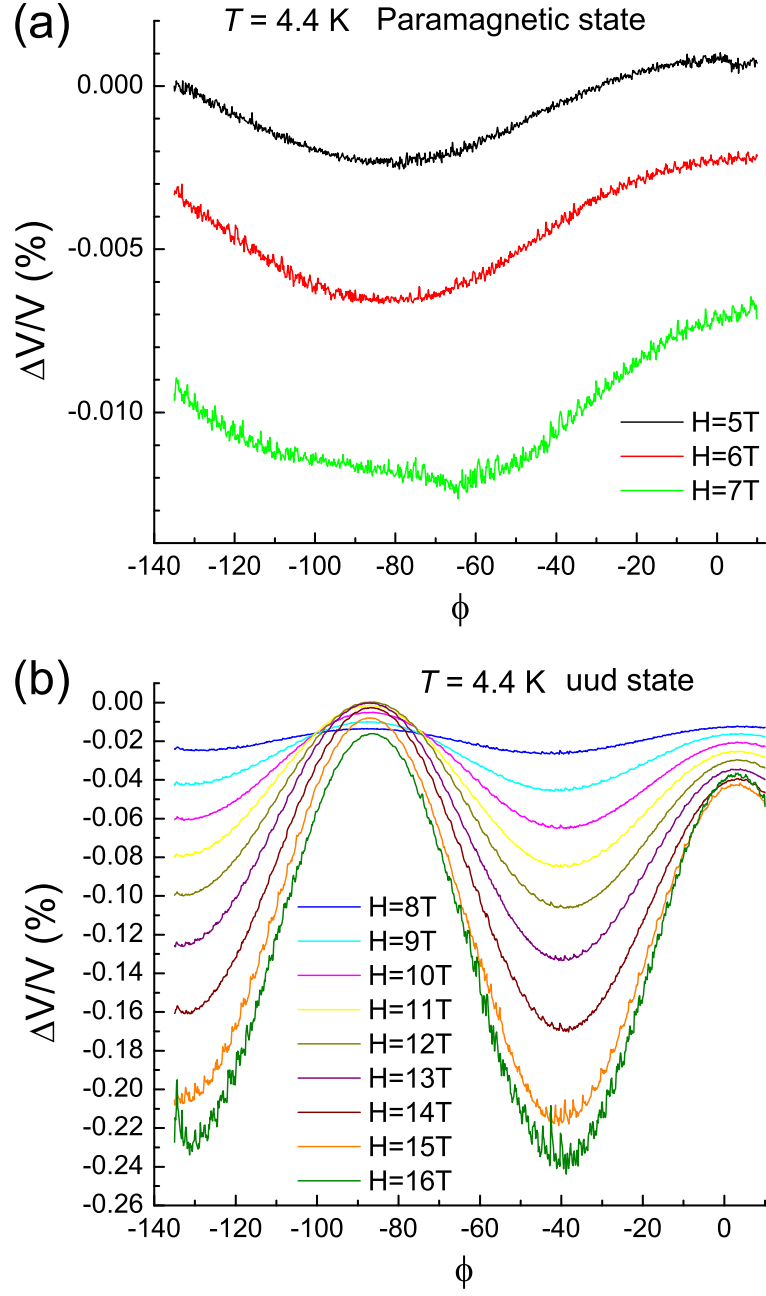 (a)
T = 4.4 K Paramagnetic state
0.000
-0.005
-0.010
ΔV/V (%)
H=5T
H=6T
H=7T
-140 -120 -100 -80 -60 -40 -20 0
ϕ
(b)
T = 4.4 K uud state
0.00
-0.02
-0.04
-0.06
-0.08
-0.10
-0.12
-0.14
-0.16
-0.18
-0.20
-0.22
-0.24
-0.26
ΔV/V (%)
H=8T
H=9T
H=10T
H=11T
H=12T
H=13T
H=14T
H=15T
H=16T
-140 -120 -100 -80 -60 -40 -20 0
ϕ